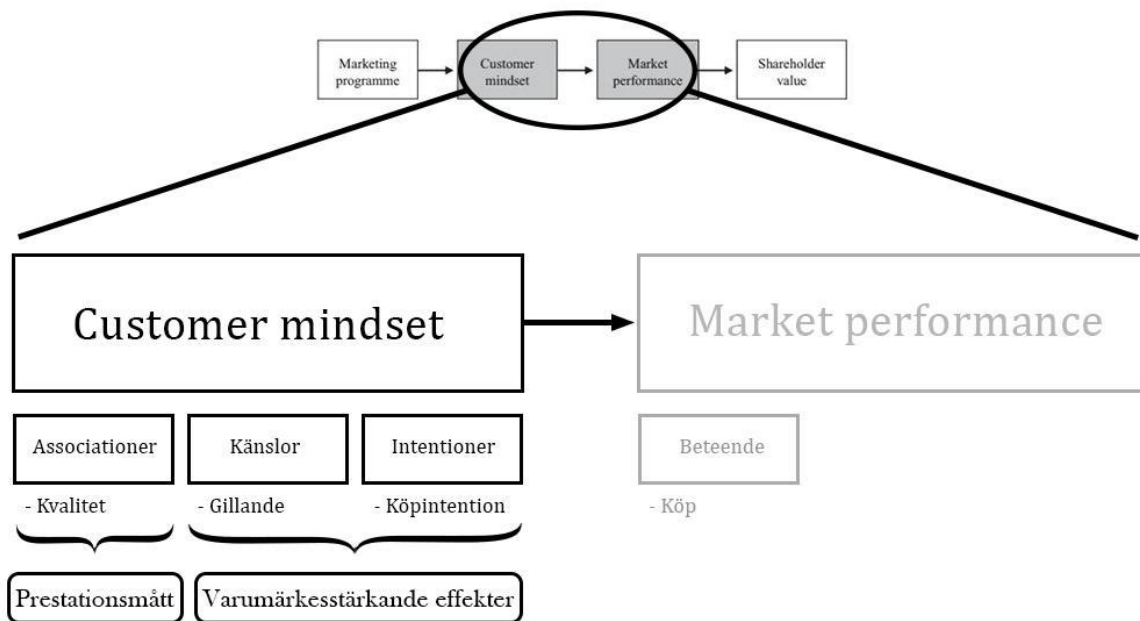 Marketing
programme
Customer
mindset
Market
performance
Shareholder
value
Customer mindset
Market performance
Associationer
Känslor
Intentioner
Beteende
- Kvalitet
- Gillande
- Köpintention
- Köp
Prestationsmått
Varumärkesstärkande effekter